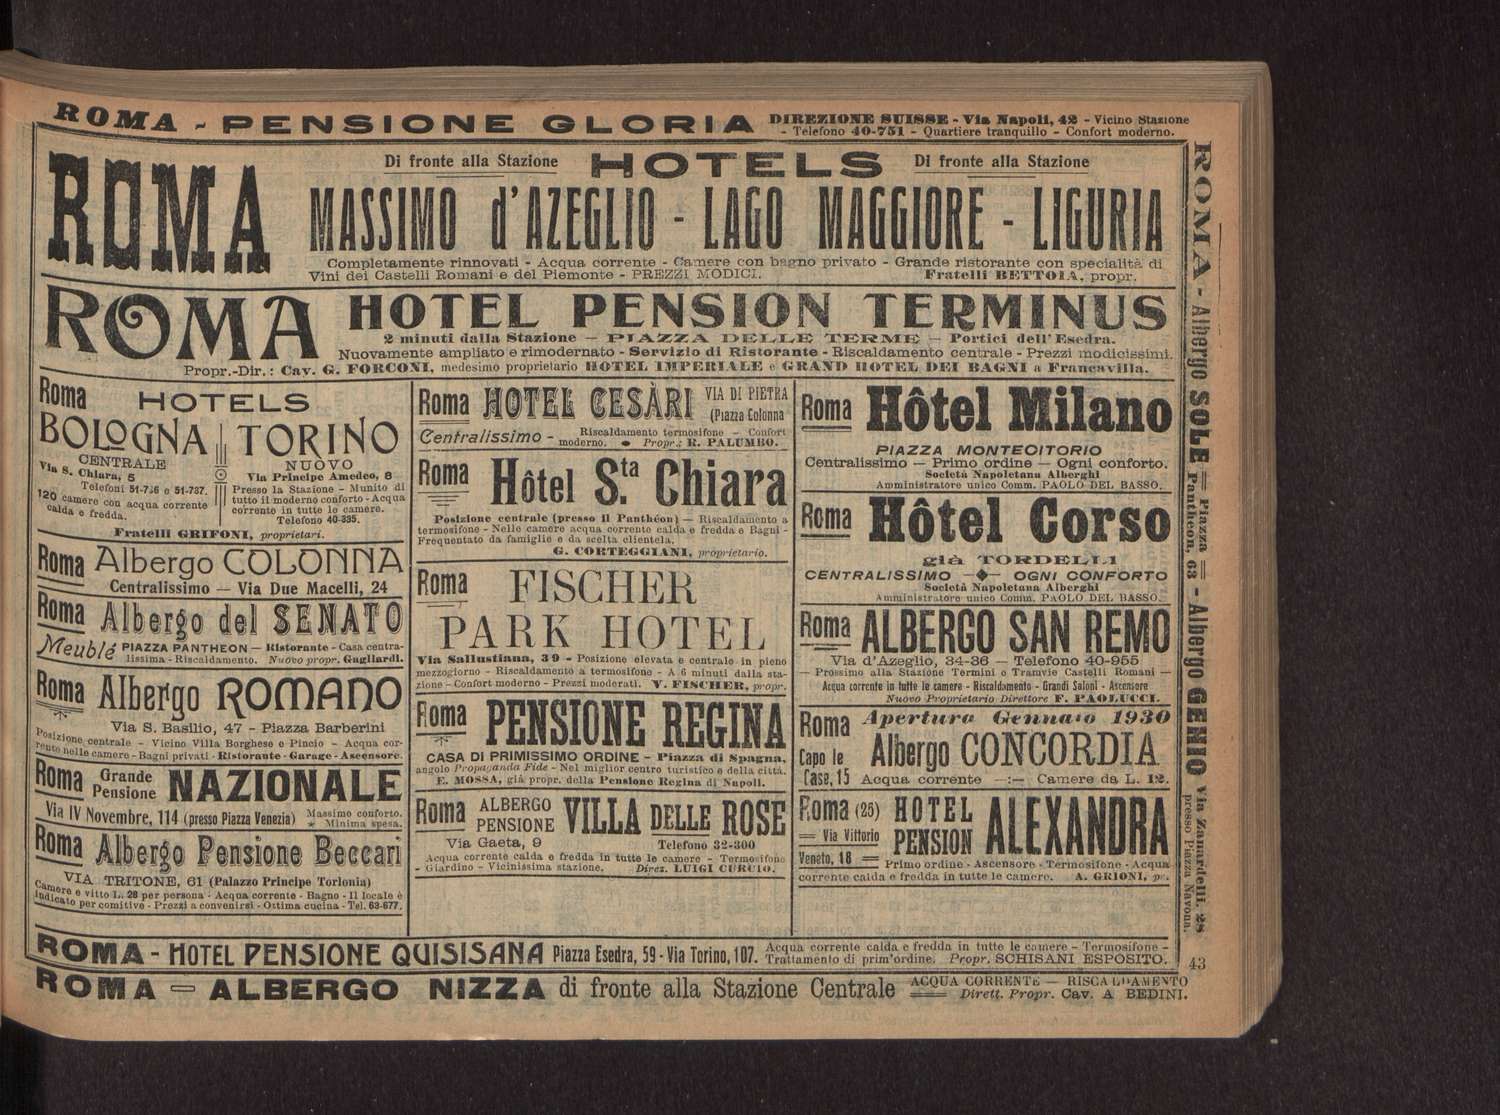 ROMA - PENSIONE GLORIA DIREZIONE SUISSE - Via Napoli, 42 - Vicino Stazione
- Telefono 40-751 - Quartiere tranquillo - Confort moderno.
ROMA
Di fronte alla Stazione HOTELS Di fronte alla Stazione
MASSIMO d'AZEGLIO - LAGO MAGGIORE - LIGURIA
Completamente rinnovati - Acqua corrente - Camere con bagno privato - Grande ristorante con specialità di
Vini dei Castelli Romani e del Piemonte - PREZZI MODICI. Fratelli BETTOIA, propr.
ROMA HOTEL PENSION TERMINUS
2 minuti dalla Stazione - PIAZZA DELLE TERME - Portici dell'Esedra.
Nuovamente ampliato e rimodernato - Servizio di Ristorante - Riscaldamento centrale - Prezzi modicissimi.
Propr.-Dir.: Cav. G. FORCONI, medesimo proprietario HOTEL IMPERIALE e GRAND HOTEL DEI BAGNI a Francavilla.
Roma HOTELS
BOLOGNA
CENTRALE
Via S. Chiara, 5
Telefoni 51-736 e 51-737.
120 camere con acqua corrente
calda e fredda.
TORINO
NUOVO
Via Principe Amedeo, 8
Presso la Stazione - Munito di
tutto il moderno conforto - Acqua
corrente in tutte le camere.
Telefono 40-335.
Fratelli GRIFONI, proprietari.
Roma Albergo COLONNA
Centralissimo — Via Due Macelli, 24
Roma Albergo del SENATO
Meublé PIAZZA PANTHEON — Ristorante - Casa centra-
lissima - Riscaldamento. Nuovo propr. Gagliardi.
Roma Albergo ROMANO
Via S. Basilio, 47 - Piazza Barberini
Posizione centrale - Vicino Villa Borghese e Pincio - Acqua cor-
rente nelle camere - Bagni privati - Ristorante - Garage - Ascensore.
Roma Grande Pensione NAZIONALE
Via IV Novembre, 114 (presso Piazza Venezia) Massimo conforto.
* Minima spesa.
Roma Albergo Pensione Beccari
VIA TRITONE, 61 (Palazzo Principe Torlonia)
Camere e vitto L. 28 per persona - Acqua corrente - Bagno - Il locale è
indicato per comitive - Prezzi a convenirsi - Ottima cucina - Tel. 63-677.
Roma HOTEL CESÀRI VIA DI PIETRA
(Piazza Colonna
Centralissimo - Riscaldamento termosifone - Confort
moderno. • Propr.: R. PALUMBO.
Roma Hôtel S.ta Chiara
Posizione centrale (presso il Panthéon) — Riscaldamento a
termosifone - Nelle camere acqua corrente calda e fredda e Bagni -
Frequentato da famiglie e da scelta clientela.
G. CORTEGGIANI, proprietario.
Roma FISCHER
PARK HOTEL
Via Sallustiana, 39 - Posizione elevata e centrale in pieno
mezzogiorno - Riscaldamento a termosifone - A 6 minuti dalla sta-
zione - Confort moderno - Prezzi moderati. V. FISCHER, propr.
Roma PENSIONE REGINA
CASA DI PRIMISSIMO ORDINE - Piazza di Spagna,
angolo Propaganda Fide - Nel miglior centro turistico e della città.
E. MOSSA, già propr. della Pensione Regina di Napoli.
Roma ALBERGO PENSIONE VILLA DELLE ROSE
Via Gaeta, 9 Telefono 32-300
Acqua corrente calda e fredda in tutte le camere - Termosifone
- Giardino - Vicinissima stazione. Direz. LUIGI CURCIO.
Roma Hôtel Milano
PIAZZA MONTECITORIO
Centralissimo — Primo ordine — Ogni conforto.
Società Napoletana Alberghi
Amministratore unico Comm. PAOLO DEL BASSO.
Roma Hôtel Corso
già TORDELLI
CENTRALISSIMO —◆— OGNI CONFORTO
Società Napoletana Alberghi
Amministratore unico Comm. PAOLO DEL BASSO.
Roma ALBERGO SAN REMO
Via d'Azeglio, 34-36 — Telefono 40-955
— Prossimo alla Stazione Termini e Tramvie Castelli Romani —
Acqua corrente in tutte le camere - Riscaldamento - Grandi Saloni - Ascensore
Nuovo Proprietario Direttore F. PAOLUCCI.
Roma Apertura Gennaio 1930
Capo le Case, 15 Albergo CONCORDIA
Acqua corrente —:— Camere da L. 12.
Roma (25) HOTEL PENSION ALEXANDRA
Via Vittorio
Veneto, 18
Primo ordine - Ascensore - Termosifone - Acqua
corrente calda e fredda in tutte le camere. A. GRIONI, pr.
ROMA - HOTEL PENSIONE QUISISANA Piazza Esedra, 59 - Via Torino, 107. Acqua corrente calda e fredda in tutte le camere - Termosifone -
Trattamento di prim'ordine. Propr. SCHISANI ESPOSITO.
ROMA = ALBERGO NIZZA di fronte alla Stazione Centrale ACQUA CORRENTE — RISCALDAMENTO
Dirett. Propr. Cav. A BEDINI.
ROMA - Albergo SOLE = Piazza = Pantheon, 63 - Albergo GENIO Via Zanardelli, 28
presso Piazza Navona.
43